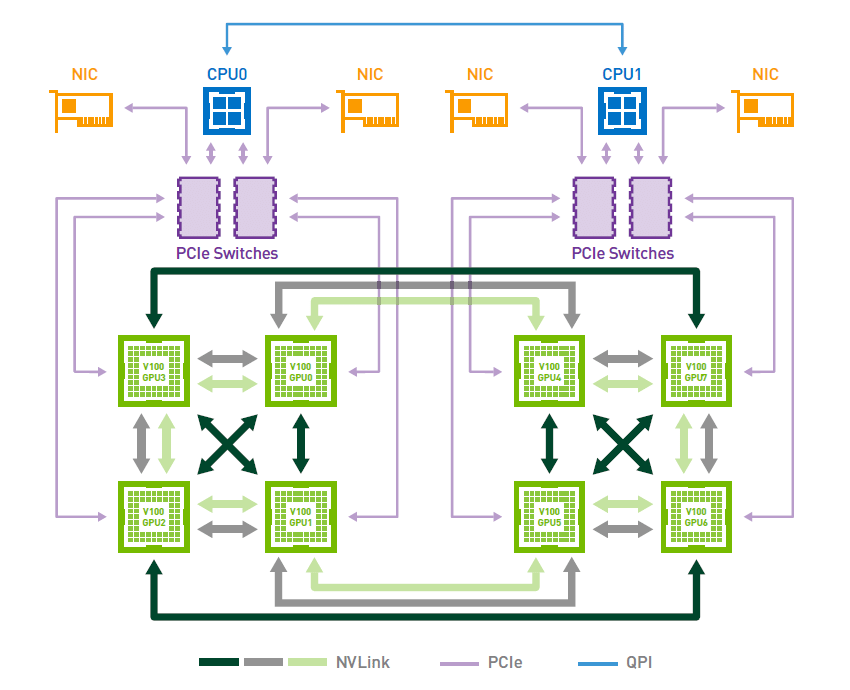 NIC
CPU0
NIC
NIC
CPU1
NIC
PCIe Switches
PCIe Switches
V100
GPU3
V100
GPU0
V100
GPU4
V100
GPU7
V100
GPU2
V100
GPU1
V100
GPU5
V100
GPU6
NVLink
PCIe
QPI